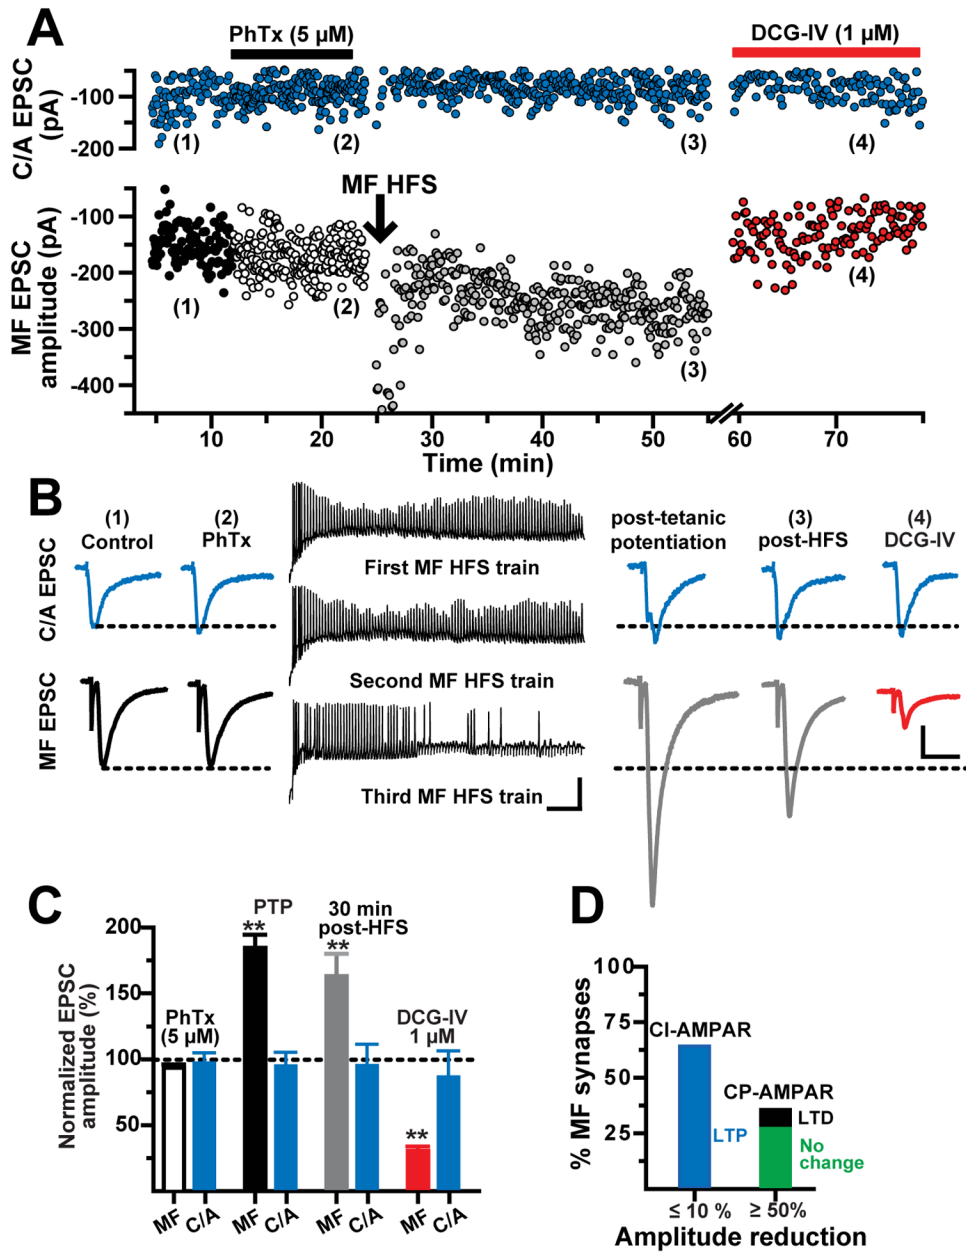 A
PhTx (5 µM)
DCG-IV (1 µM)
C/A EPSC
(pA)
-100
-200
(1)
(2)
(3)
(4)
MF HFS
MF EPSC
amplitude (pA)
-100
-200
-300
-400
(1)
(2)
(3)
(4)
10
20
30
40
50
60
70
Time (min)
B
(1)
Control
(2)
PhTx
post-tetanic
potentiation
(3)
post-HFS
(4)
DCG-IV
C/A EPSC
MF EPSC
First MF HFS train
Second MF HFS train
Third MF HFS train
C
Normalized EPSC
amplitude (%)
200
150
100
50
PhTx
(5 µM)
PTP
30 min
post-HFS
DCG-IV
1 µM
**
**
**
MF
C/A
MF
C/A
MF
C/A
MF
C/A
D
% MF synapses
100
75
50
25
CI-AMPAR
LTP
CP-AMPAR
LTD
No
change
≤ 10 %
≥ 50%
Amplitude reduction